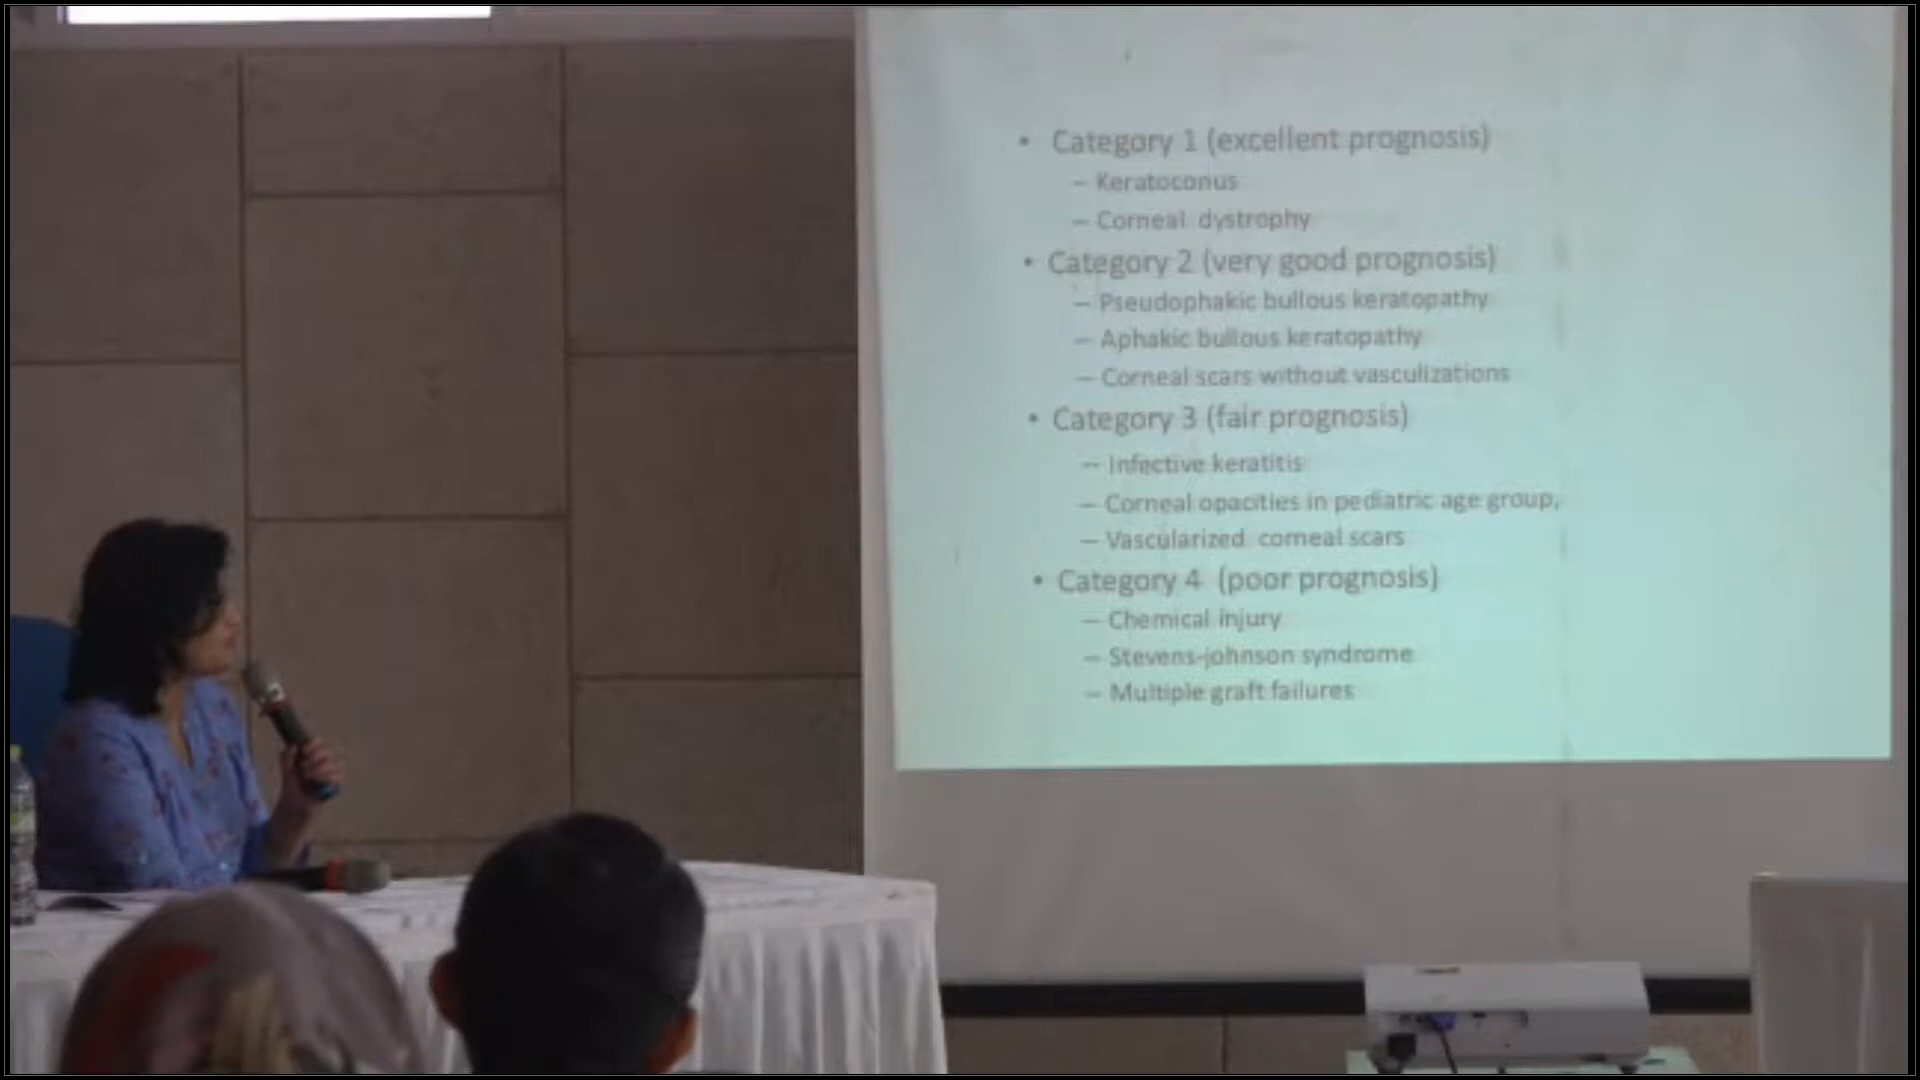 • Category 1 (excellent prognosis)
– Keratoconus
– Corneal dystrophy
• Category 2 (very good prognosis)
– Pseudophakic bullous keratopathy
– Aphakic bullous keratopathy
– Corneal scars without vasculizations
• Category 3 (fair prognosis)
– Infective keratitis
– Corneal opacities in pediatric age group,
– Vascularized corneal scars
• Category 4 (poor prognosis)
– Chemical injury
– Stevens-johnson syndrome
– Multiple graft failures